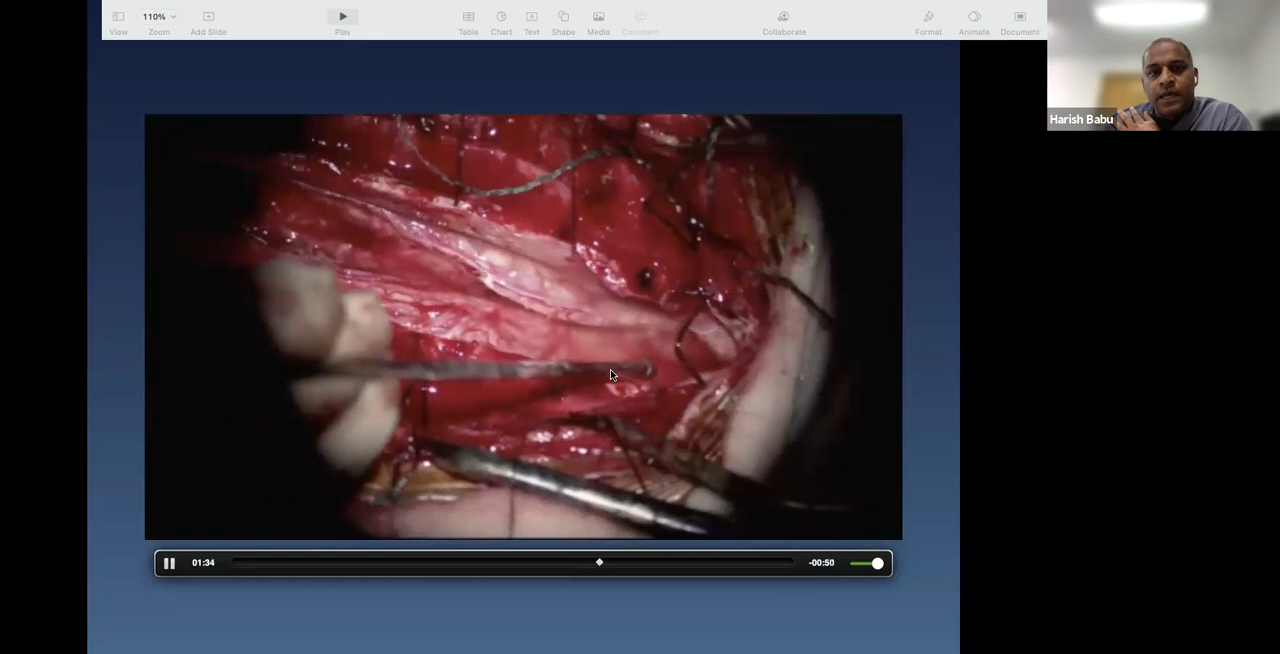 110%
View Zoom Add Slide Play Table Chart Text Shape Media Comment Collaborate Format Animate Document
Harish Babu
01:34 -00:50